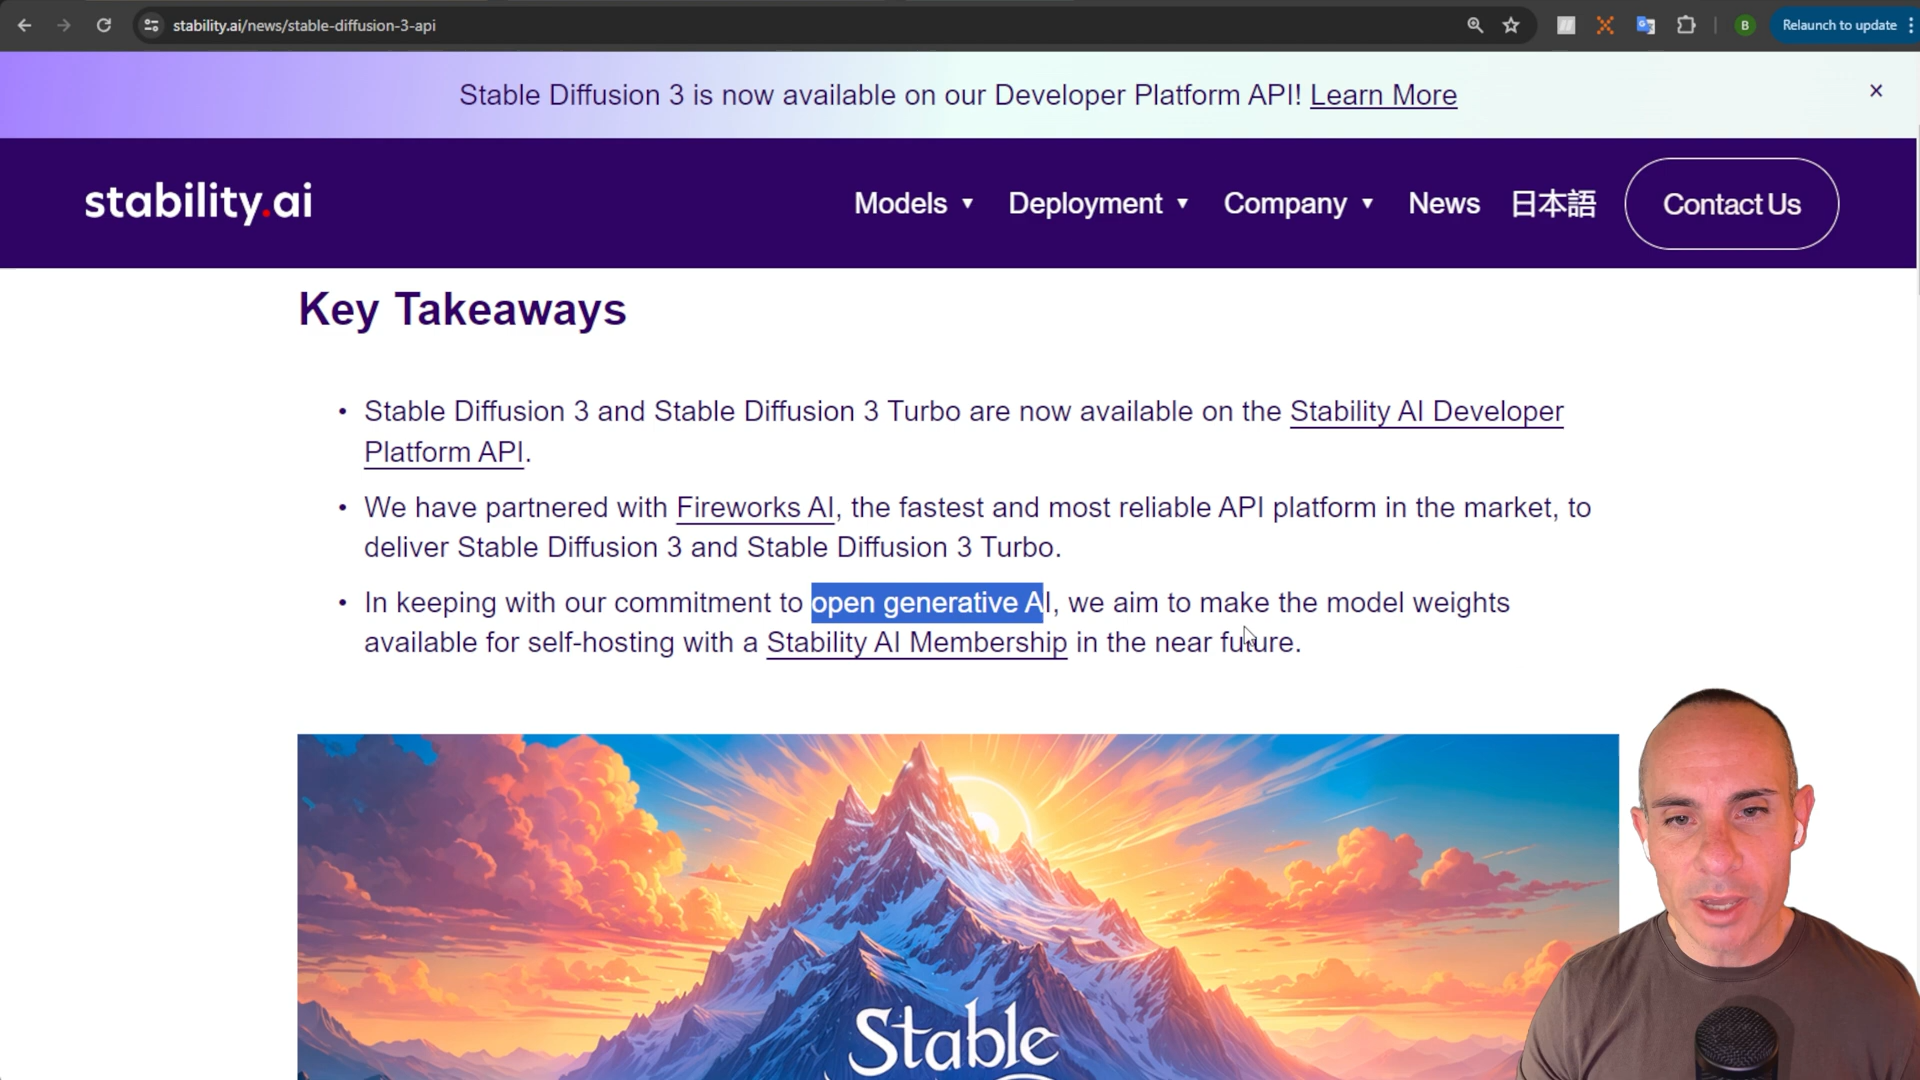 stability.ai/news/stable-diffusion-3-api
B
Relaunch to update
Stable Diffusion 3 is now available on our Developer Platform API! Learn More
×
stability.ai
Models ▼ Deployment ▼ Company ▼ News 日本語 Contact Us
Key Takeaways
• Stable Diffusion 3 and Stable Diffusion 3 Turbo are now available on the Stability AI Developer
Platform API.
• We have partnered with Fireworks AI, the fastest and most reliable API platform in the market, to
deliver Stable Diffusion 3 and Stable Diffusion 3 Turbo.
• In keeping with our commitment to open generative AI, we aim to make the model weights
available for self-hosting with a Stability AI Membership in the near future.
Stable